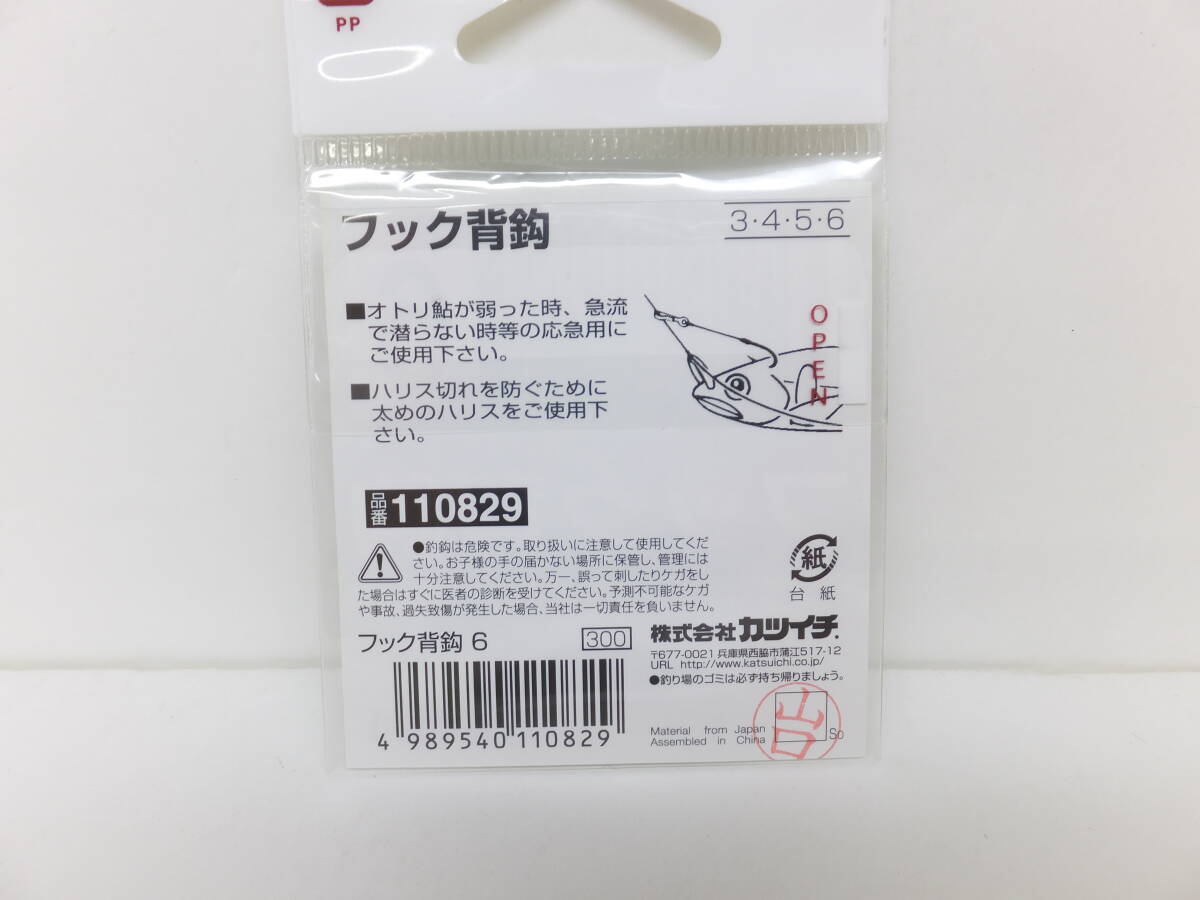 PP
フック背鈎
3・4・5・6
■オトリ鮎が弱った時、急流
で潜らない時等の応急用に
ご使用下さい。
■ハリス切れを防ぐために
太めのハリスをご使用下
さい。
OPEN
品番 110829
●釣鈎は危険です。取り扱いに注意して使用してくだ
さい。お子様の手の届かない場所に保管し、管理には
十分注意してください。万一、誤って刺したりケガをし
た場合はすぐに医者の診断を受けてください。予測不可能なケガ
や事故、過失致傷が発生した場合、当社は一切責任を負いません。
紙
台紙
フック背鈎 6
300
株式会社カツイチ.
〒677-0021 兵庫県西脇市蒲江517-12
URL http://www.katsuichi.co.jp/
●釣り場のゴミは必ず持ち帰りましょう。
4 989540 110829
Material from Japan
Assembled in China
山口
So